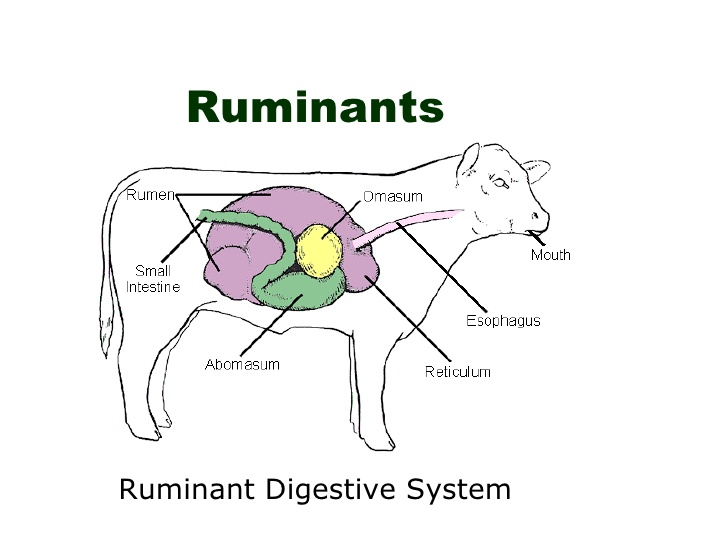 Ruminants
Rumen
Omasum
Mouth
Small
Intestine
Esophagus
Abomasum
Reticulum
Ruminant Digestive System